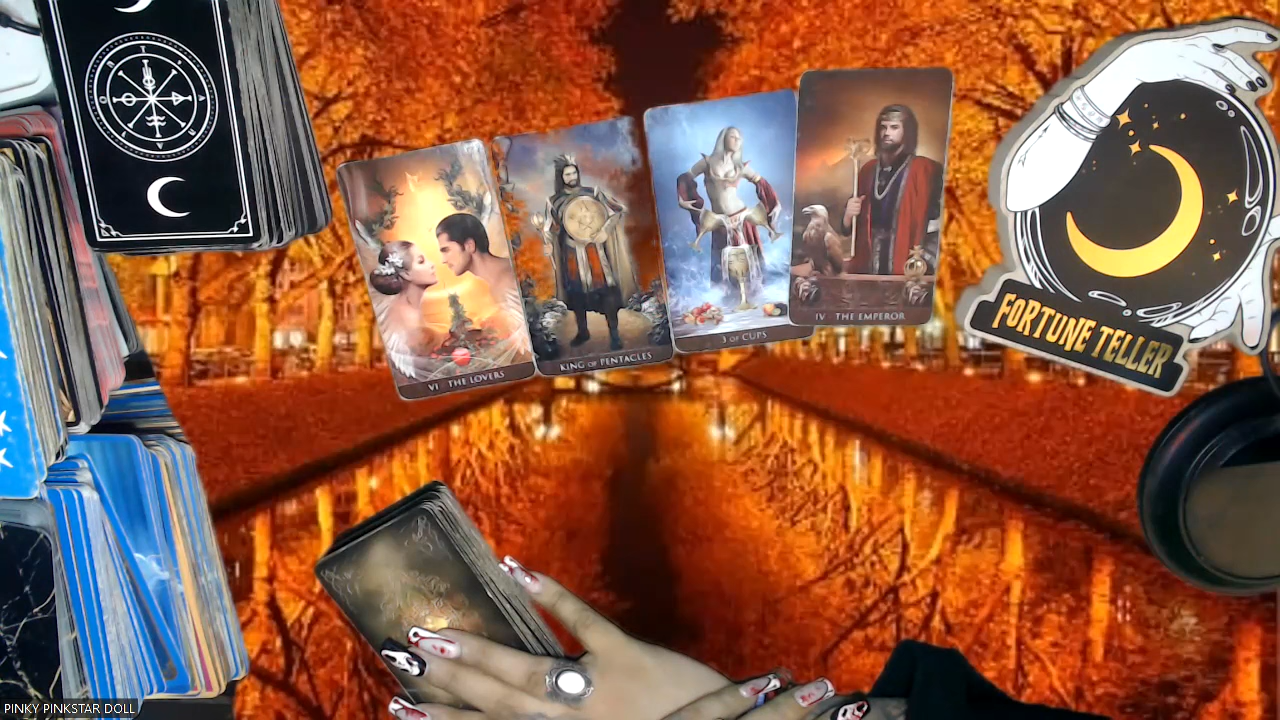 VI THE LOVERS
KING OF PENTACLES
3 OF CUPS
IV THE EMPEROR
FORTUNE TELLER
PINKY PINKSTAR DOLL